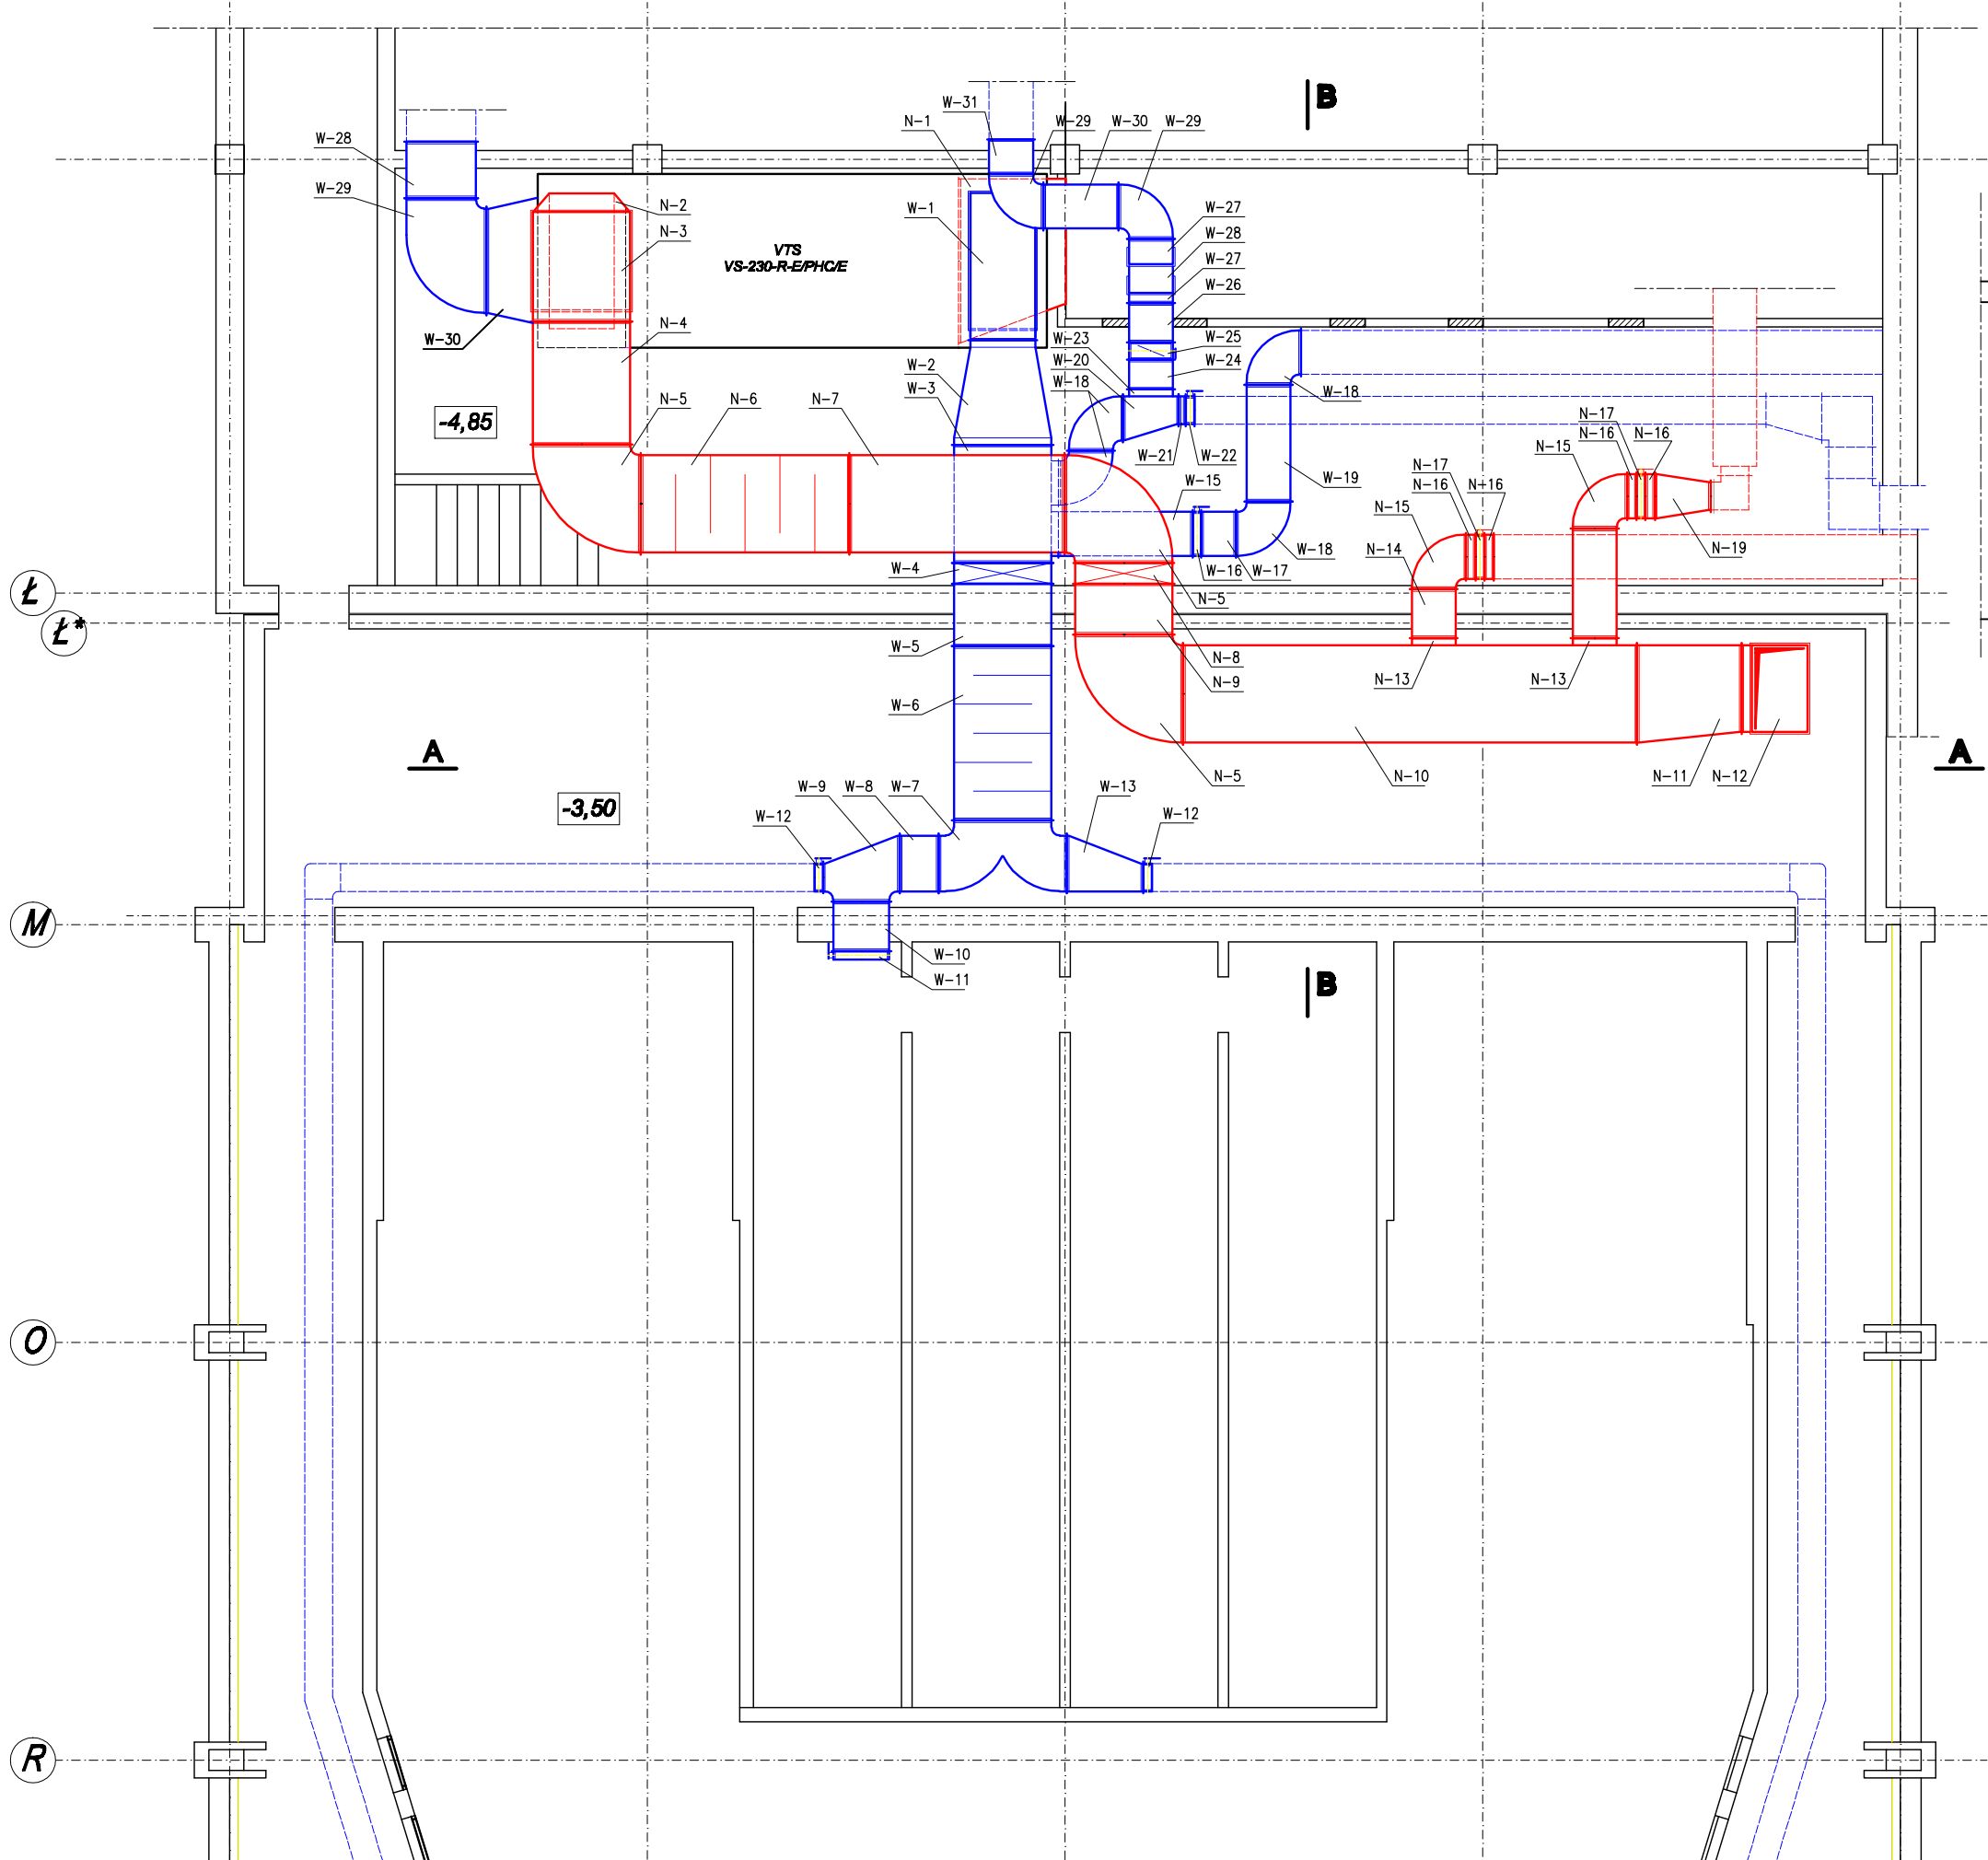 B
W-31
W-29
W-30
W-29
N-1
W-28
W-29
N-2
W-1
W-27
N-3
W-28
VTS
VS-230-R-E/PHC/E
W-27
W-26
N-4
W-30
W-23
W-25
W-20
W-2
W-24
W-18
W-3
W-18
N-5
N-6
N-7
-4,85
N-17
N-16
N-16
N-15
W-21
W-22
N-17
N-16
N+16
W-15
W-19
N-15
W-18
N-14
N-19
W-4
W-16
W-17
Ł
N-5
Ł*
W-5
N-8
N-13
N-13
N-9
W-6
A
A
N-5
N-10
N-11
N-12
-3,50
W-9
W-8
W-7
W-13
W-12
W-12
M
W-10
W-11
B
O
R